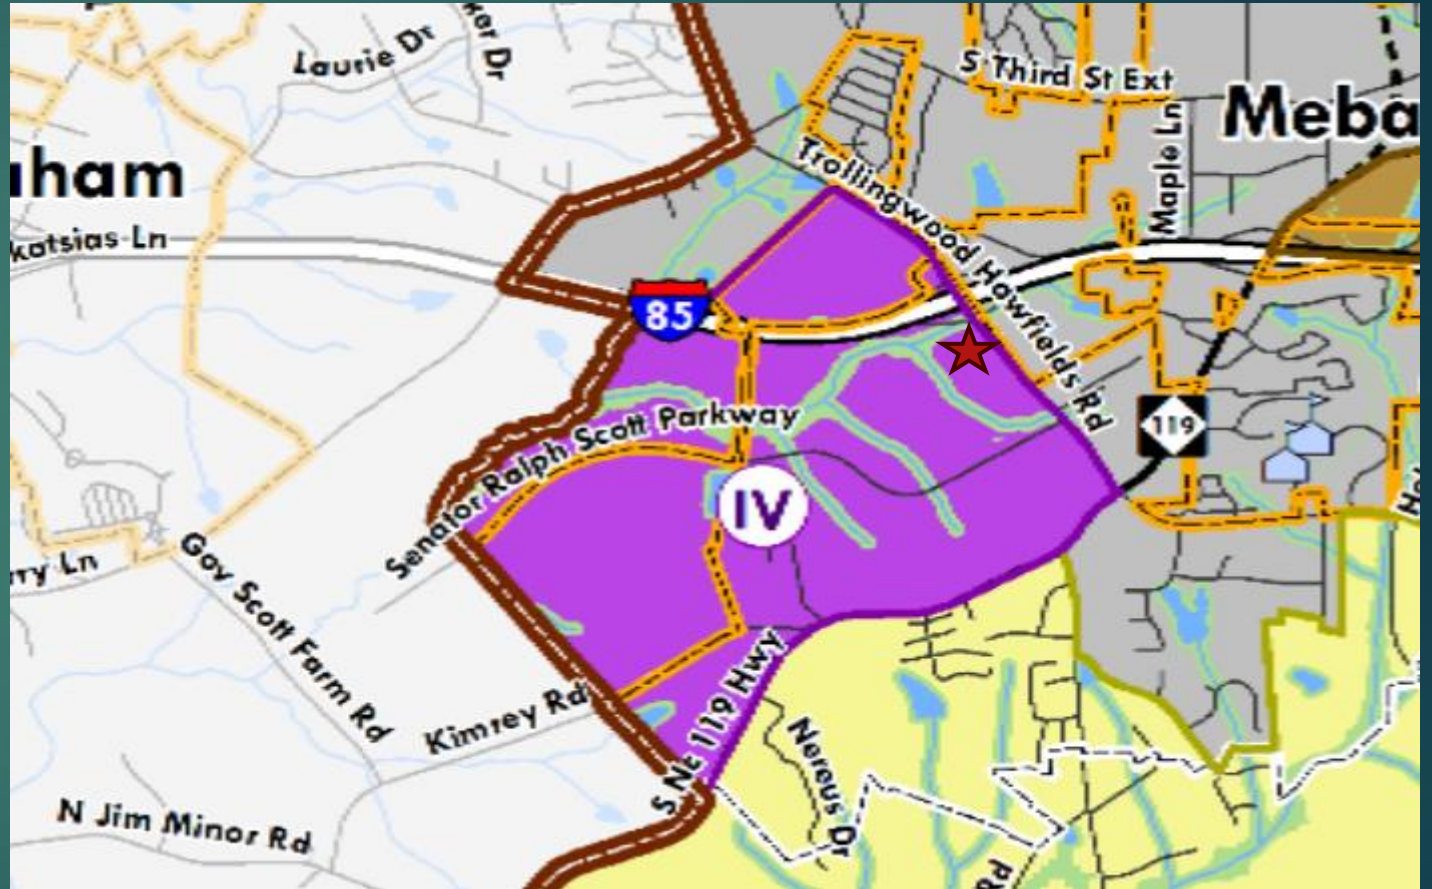 Laurie Dr
S Third St Ext
Meba
Maple Ln
Trollingwood Hawfields Rd
ham
katsias Ln
85
119
Senator Ralph Scott Parkway
IV
Gov Scott Farm Rd
Kimrey Rd
S NC 119 Hwy
Nereus Dr
N Jim Minor Rd
Rd